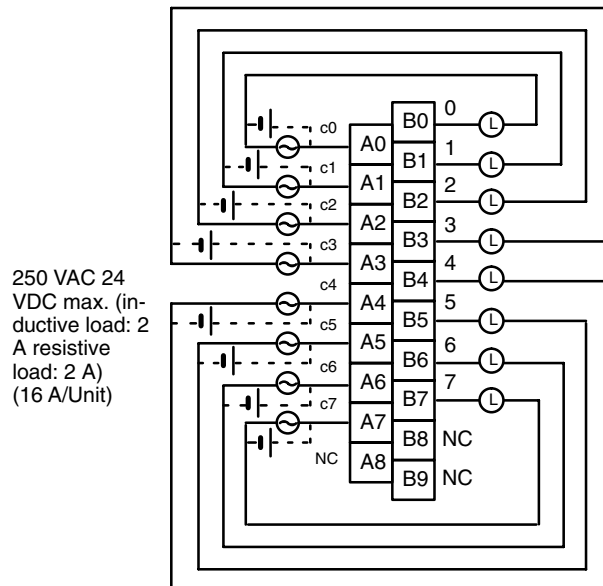 0
B0
L
c0
A0
1
B1
L
c1
A1
2
B2
L
c2
A2
3
B3
L
c3
A3
4
B4
L
c4
A4
5
B5
L
c5
A5
6
B6
L
c6
A6
7
B7
L
c7
A7
B8 NC
NC
A8
B9 NC
250 VAC 24
VDC max. (in-
ductive load: 2
A resistive
load: 2 A)
(16 A/Unit)